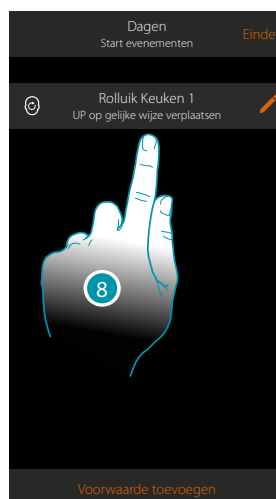 Dagen
Start evenementen
Einde
Rolluik Keuken 1
UP op gelijke wijze verplaatsen
8
Voorwaarde toevoegen